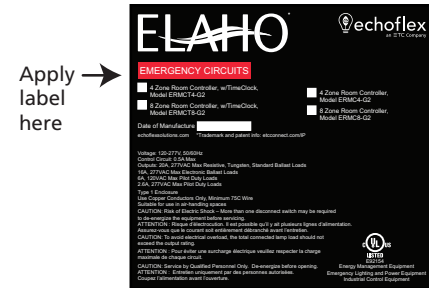 ELAHO
echoflex
an ETC Company
Apply
label
here
EMERGENCY CIRCUITS
4 Zone Room Controller, w/TimeClock,
Model ERMCT4-G2
4 Zone Room Controller,
Model ERMC4-G2
8 Zone Room Controller, w/TimeClock,
Model ERMCT8-G2
8 Zone Room Controller,
Model ERMC8-G2
Date of Manufacture
echoflexsolutions.com *Trademark and patent info: etcconnect.com/IP
Voltage: 120-277V, 50/60Hz
Control Circuit: 0.5A Max
Outputs: 20A, 277VAC Max Resistive, Tungsten, Standard Ballast Loads
16A, 277VAC Max Electronic Ballast Loads
6A, 120VAC Max Pilot Duty Loads
2.6A, 277VAC Max Pilot Duty Loads
Type 1 Enclosure
Use Copper Conductors Only, Minimum 75C Wire
Suitable for use in air-handling spaces
CAUTION: Risk of Electric Shock – More than one disconnect switch may be required
to de-energize the equipment before servicing.
ATTENTION : Risque d'électrocution. Il est possible qu'il y ait plusieurs lignes d'alimentation.
Assurez-vous que le courant soit entièrement débranché avant l'entretien.
CAUTION: To avoid electrical overload, the total connected lamp load should not
exceed the output rating.
ATTENTION : Pour éviter une surcharge électrique veuillez respecter la charge
maximale de chaque circuit.
CAUTION: Service by Qualified Personnel Only. De-energize before opening.
ATTENTION : Entretien uniquement par des personnes autorisées.
Coupez l'alimentation avant l'ouverture.
c UL us
LISTED
E92154
Energy Management Equipment
Emergency Lighting and Power Equipment
Industrial Control Equipment